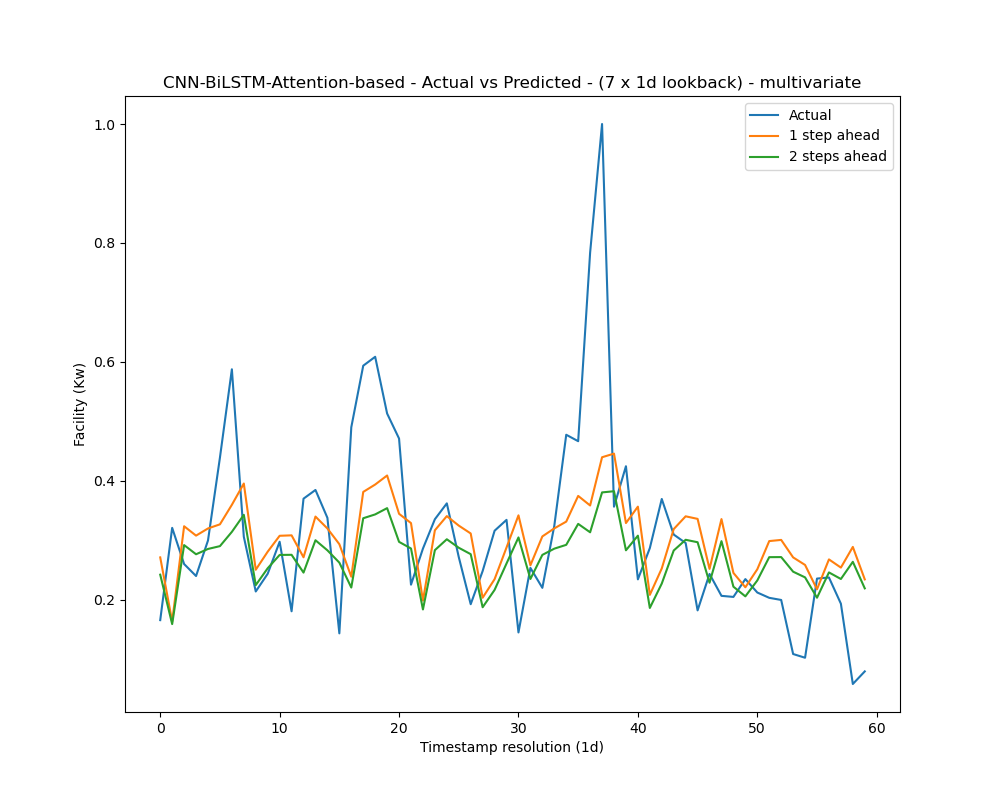 CNN-BiLSTM-Attention-based - Actual vs Predicted - (7 x 1d lookback) - multivariate
Actual
1 step ahead
2 steps ahead
1.0
0.8
0.6
0.4
0.2
Facility (Kw)
0 10 20 30 40 50 60
Timestamp resolution (1d)